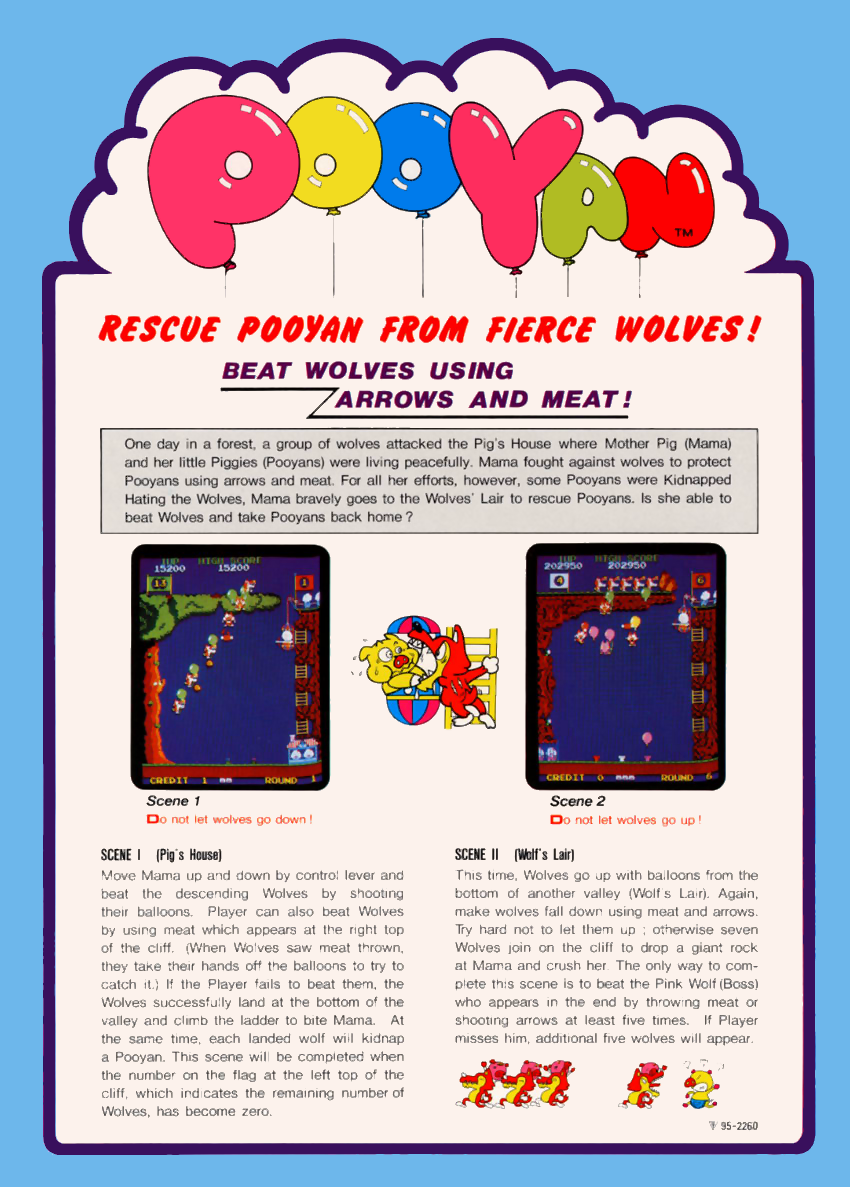 POOYAN™
RESCUE POOYAN FROM FIERCE WOLVES!
BEAT WOLVES USING
ARROWS AND MEAT!
One day in a forest, a group of wolves attacked the Pig's House where Mother Pig (Mama)
and her little Piggies (Pooyans) were living peacefully. Mama fought against wolves to protect
Pooyans using arrows and meat. For all her efforts, however, some Pooyans were Kidnapped
Hating the Wolves, Mama bravely goes to the Wolves' Lair to rescue Pooyans. Is she able to
beat Wolves and take Pooyans back home?
1UP HIGH SCORE
15200 15200
13 1
CREDIT 1 ROUND 1
1UP HIGH SCORE
202950 202950
4 6
CREDIT 0 ROUND 6
Scene 1
Do not let wolves go down!
Scene 2
Do not let wolves go up!
SCENE I (Pig's House)
Move Mama up and down by control lever and
beat the descending Wolves by shooting
their balloons. Player can also beat Wolves
by using meat which appears at the right top
of the cliff. (When Wolves saw meat thrown,
they take their hands off the balloons to try to
catch it.) If the Player fails to beat them, the
Wolves successfully land at the bottom of the
valley and climb the ladder to bite Mama. At
the same time, each landed wolf will kidnap
a Pooyan. This scene will be completed when
the number on the flag at the left top of the
cliff, which indicates the remaining number of
Wolves, has become zero.
SCENE II (Wolf's Lair)
This time, Wolves go up with balloons from the
bottom of another valley (Wolf's Lair). Again,
make wolves fall down using meat and arrows.
Try hard not to let them up ; otherwise seven
Wolves join on the cliff to drop a giant rock
at Mama and crush her. The only way to com-
plete this scene is to beat the Pink Wolf (Boss)
who appears in the end by throwing meat or
shooting arrows at least five times. If Player
misses him, additional five wolves will appear.
95-2260